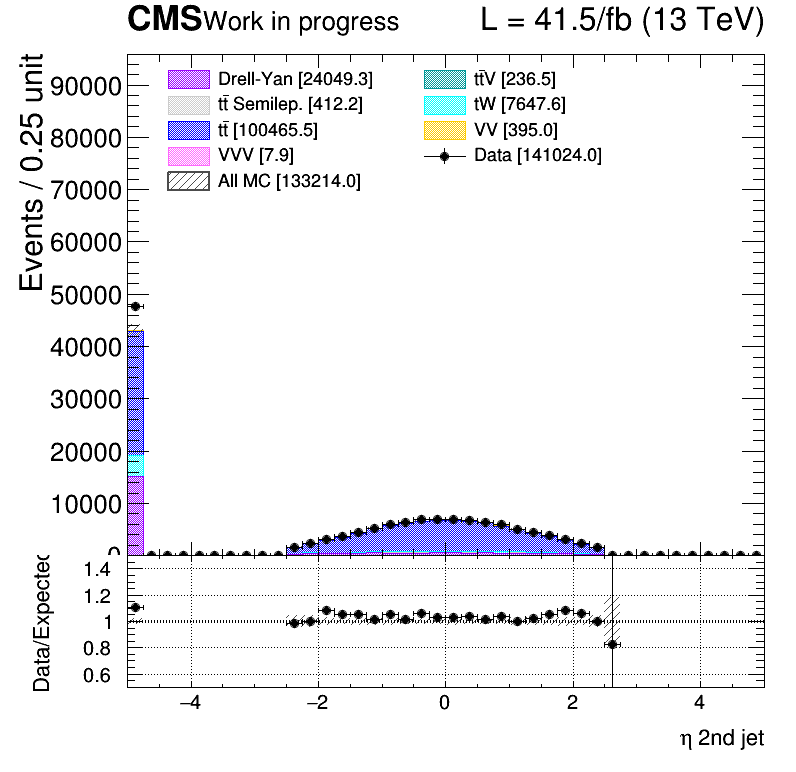 CMS Work in progress L = 41.5/fb (13 TeV)
Events / 0.25 unit
Drell-Yan [24049.3]
tt̄ Semilep. [412.2]
tt̄ [100465.5]
VVV [7.9]
All MC [133214.0]
tt̄V [236.5]
tW [7647.6]
VV [395.0]
Data [141024.0]
90000
80000
70000
60000
50000
40000
30000
20000
10000
0
Data/Expected
1.4
1.2
1
0.8
0.6
−4 −2 0 2 4
η 2nd jet